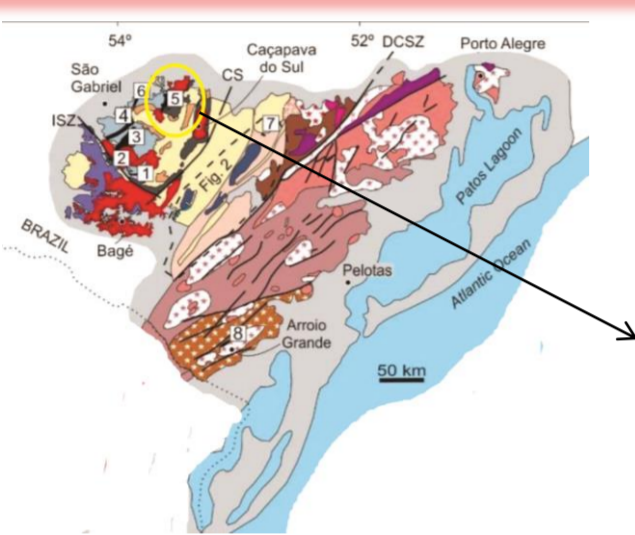 54°
52°
DCSZ
Porto Alegre
Caçapava
do Sul
CS
São
Gabriel
6
5
ISZ
4
7
3
2
1
Fig. 2
Patos Lagoon
BRAZIL
Bagé
Atlantic Ocean
Pelotas
8
Arroio
Grande
50 km